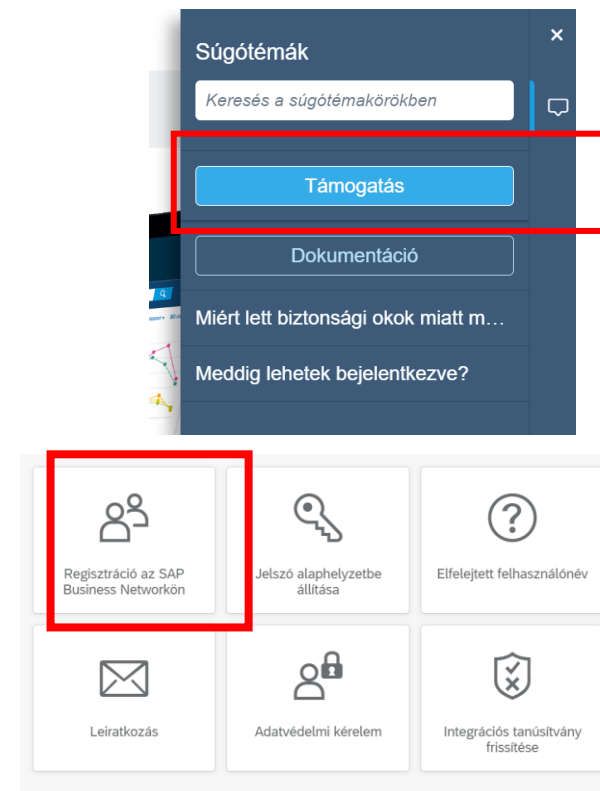 Súgótémák
Keresés a súgótémakörökben
Támogatás
Dokumentáció
Miért lett biztonsági okok miatt m…
Meddig lehetek bejelentkezve?
Regisztráció az SAP
Business Networkön
Jelszó alaphelyzetbe
állítása
Elfelejtett felhasználónév
Leiratkozás
Adatvédelmi kérelem
Integrációs tanúsítvány
frissítése